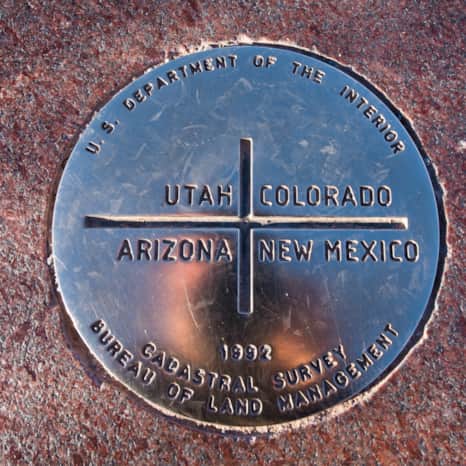 U. S. DEPARTMENT OF THE INTERIOR
UTAH COLORADO
ARIZONA NEW MEXICO
1992
CADASTRAL SURVEY
BUREAU OF LAND MANAGEMENT